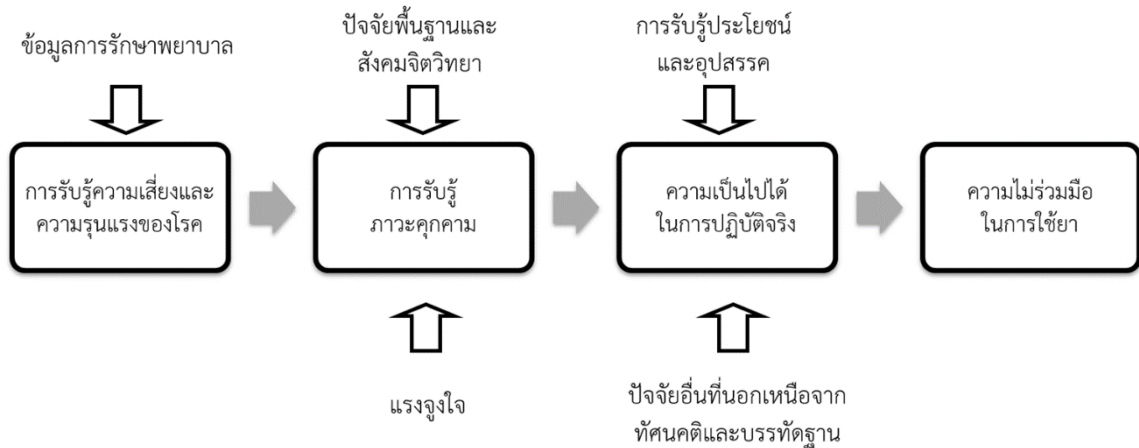 ข้อมูลการรักษาพยาบาล
ปัจจัยพื้นฐานและ
สังคมจิตวิทยา
การรับรู้ประโยชน์
และอุปสรรค
การรับรู้ความเสี่ยงและ
ความรุนแรงของโรค
การรับรู้
ภาวะคุกคาม
ความเป็นไปได้
ในการปฏิบัติจริง
ความไม่ร่วมมือ
ในการใช้ยา
แรงจูงใจ
ปัจจัยอื่นที่นอกเหนือจาก
ทัศนคติและบรรทัดฐาน